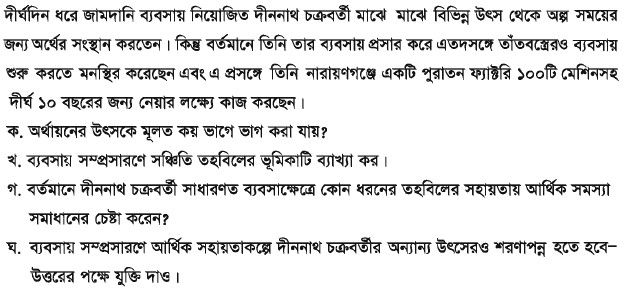 দীর্ঘদিন ধরে জামদানি ব্যবসায় নিয়োজিত দীননাথ চক্রবর্তী মাঝে মাঝে বিভিন্ন উৎস থেকে অল্প সময়ের
জন্য অর্থের সংস্থান করতেন। কিন্তু বর্তমানে তিনি তার ব্যবসায় প্রসার করে এতদসঙ্গে তাঁতবস্ত্রেরও ব্যবসায়
শুরু করতে মনস্থির করেছেন এবং এ প্রসঙ্গে তিনি নারায়ণগঞ্জে একটি পুরাতন ফ্যাক্টরি ১০০টি মেশিনসহ
দীর্ঘ ১০ বছরের জন্য নেয়ার লক্ষ্যে কাজ করছেন।
ক. অর্থায়নের উৎসকে মূলত কয় ভাগে ভাগ করা যায়?
খ. ব্যবসায় সম্প্রসারণে সঞ্চিতি তহবিলের ভূমিকাটি ব্যাখ্যা কর।
গ. বর্তমানে দীননাথ চক্রবর্তী সাধারণত ব্যবসাক্ষেত্রে কোন ধরনের তহবিলের সহায়তায় আর্থিক সমস্যা
সমাধানের চেষ্টা করেন?
ঘ. ব্যবসায় সম্প্রসারণে আর্থিক সহায়তাকল্পে দীননাথ চক্রবর্তীর অন্যান্য উৎসেরও শরণাপন্ন হতে হবে–
উত্তরের পক্ষে যুক্তি দাও।